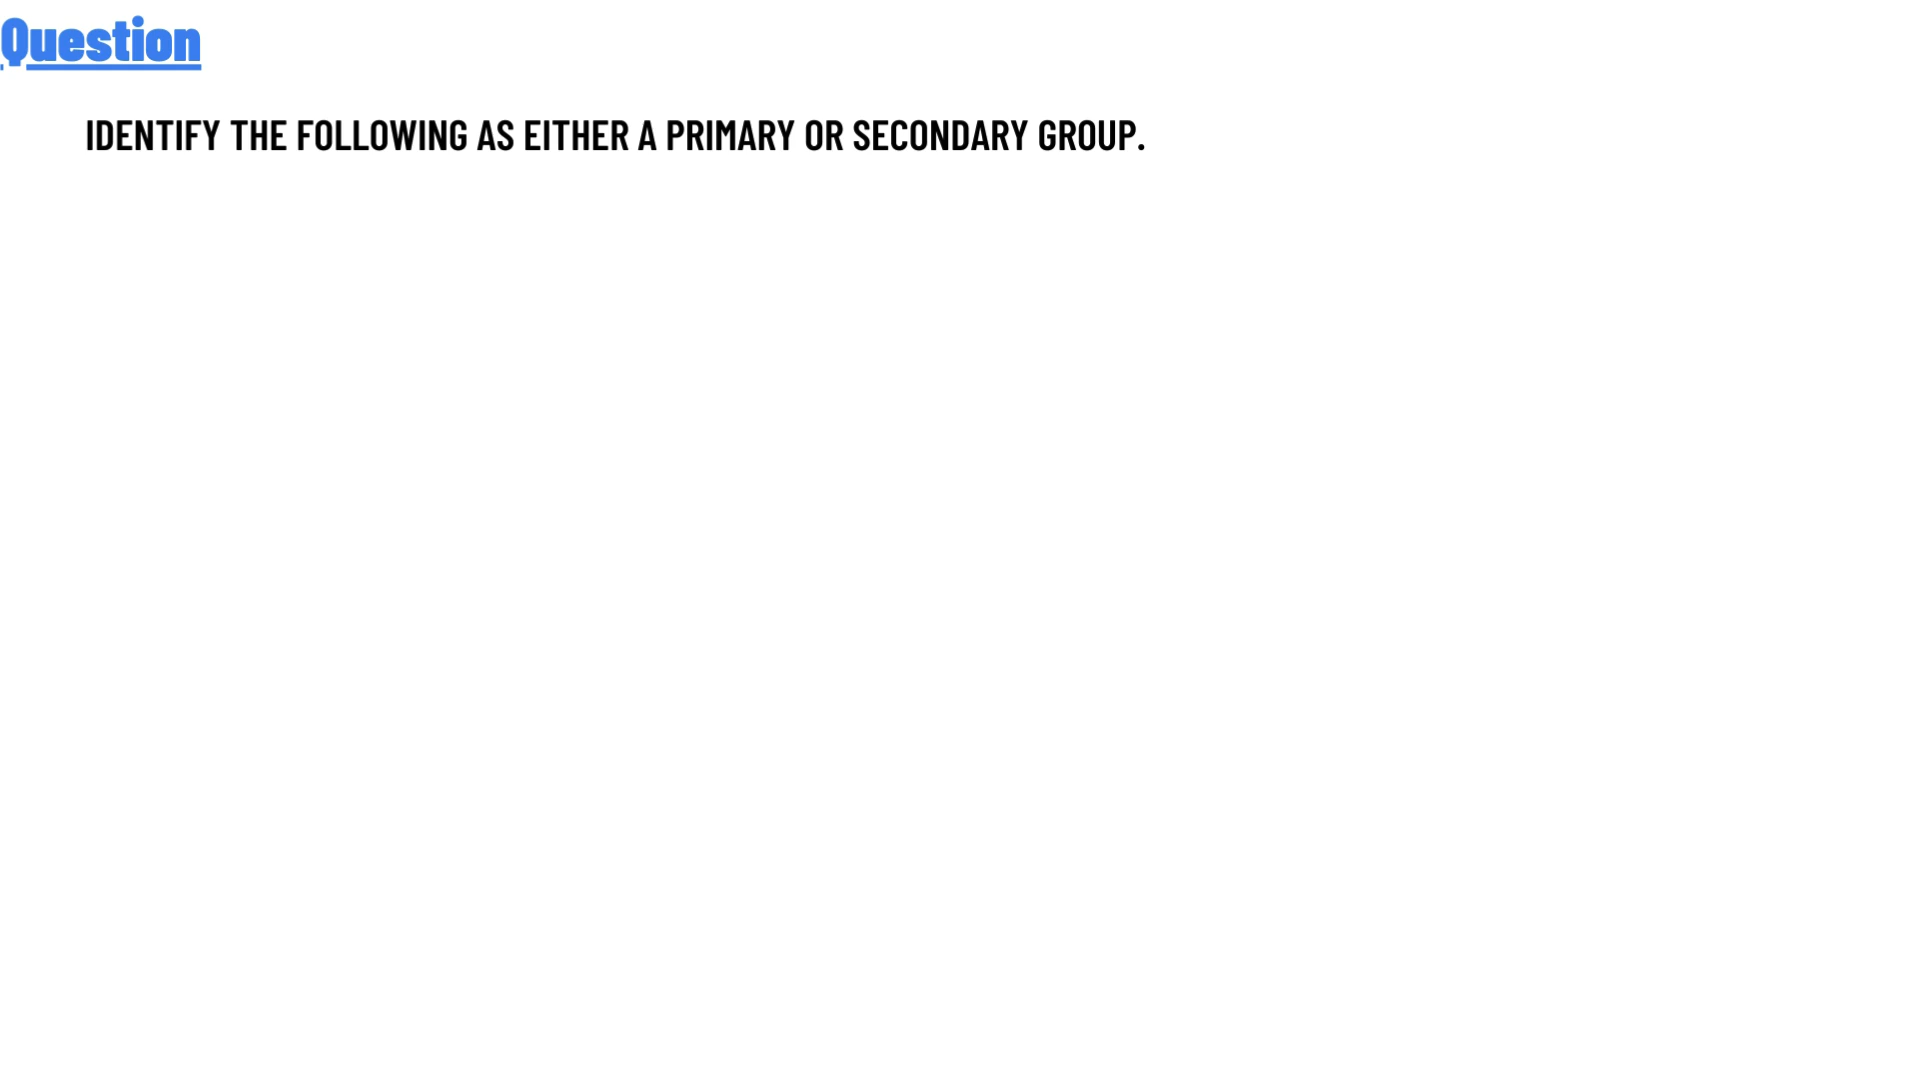 Question
IDENTIFY THE FOLLOWING AS EITHER A PRIMARY OR SECONDARY GROUP.